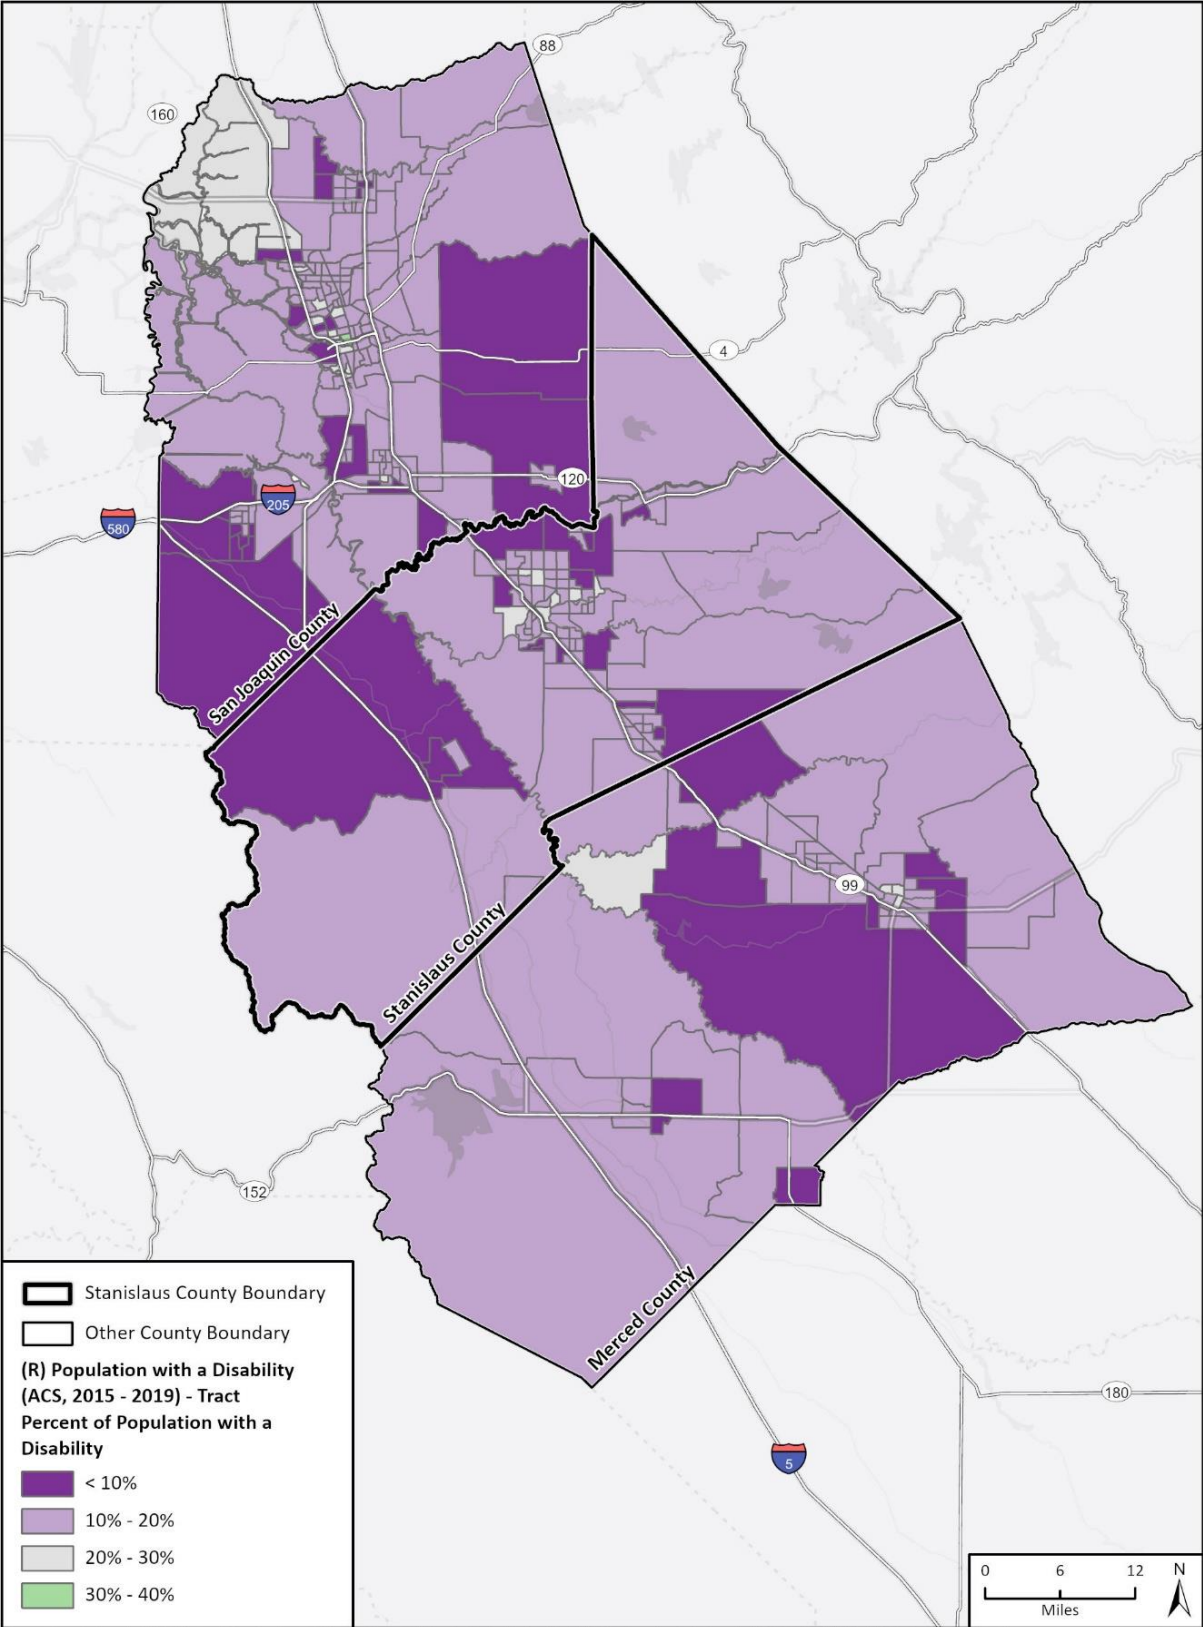 88
160
4
120
205
580
San Joaquin County
99
Stanislaus County
152
Merced County
180
5
Stanislaus County Boundary
Other County Boundary
(R) Population with a Disability
(ACS, 2015 - 2019) - Tract
Percent of Population with a
Disability
< 10%
10% - 20%
20% - 30%
30% - 40%
0 6 12 N
Miles